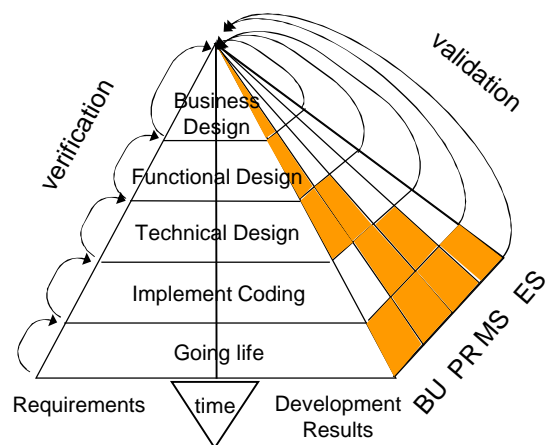 verification
validation
Business
Design
Functional Design
Technical Design
Implement Coding
Going life
BU PR MS ES
Requirements
time
Development
Results